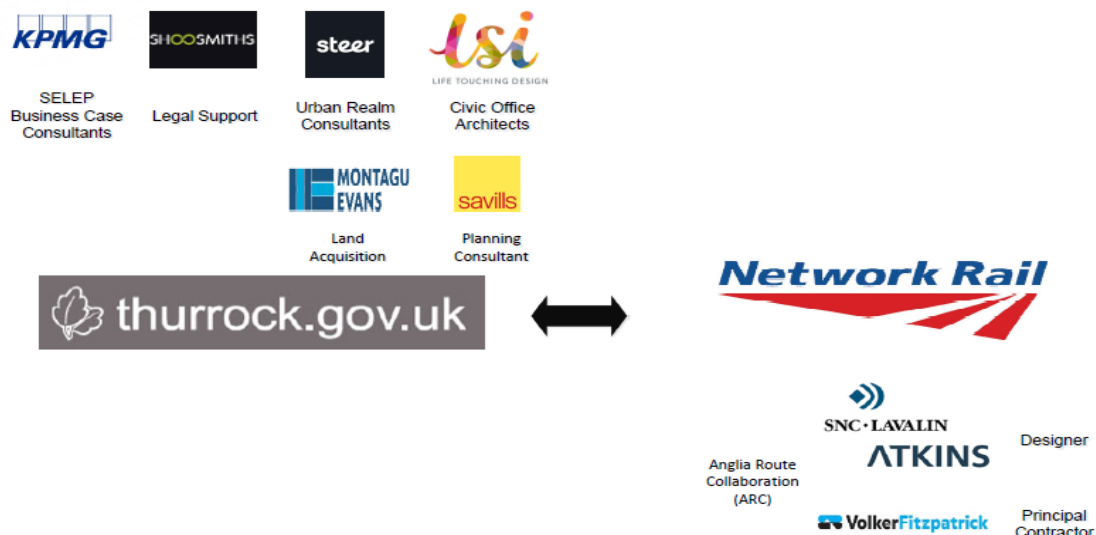 KPMG
SHOOSMITHS
steer
lsi
LIFE TOUCHING DESIGN
SELEP
Business Case
Consultants
Legal Support
Urban Realm
Consultants
Civic Office
Architects
MONTAGU
EVANS
savills
Land
Acquisition
Planning
Consultant
thurrock.gov.uk
Network Rail
SNC·LAVALIN
ATKINS
Designer
Anglia Route
Collaboration
(ARC)
VolkerFitzpatrick
Principal
Contractor